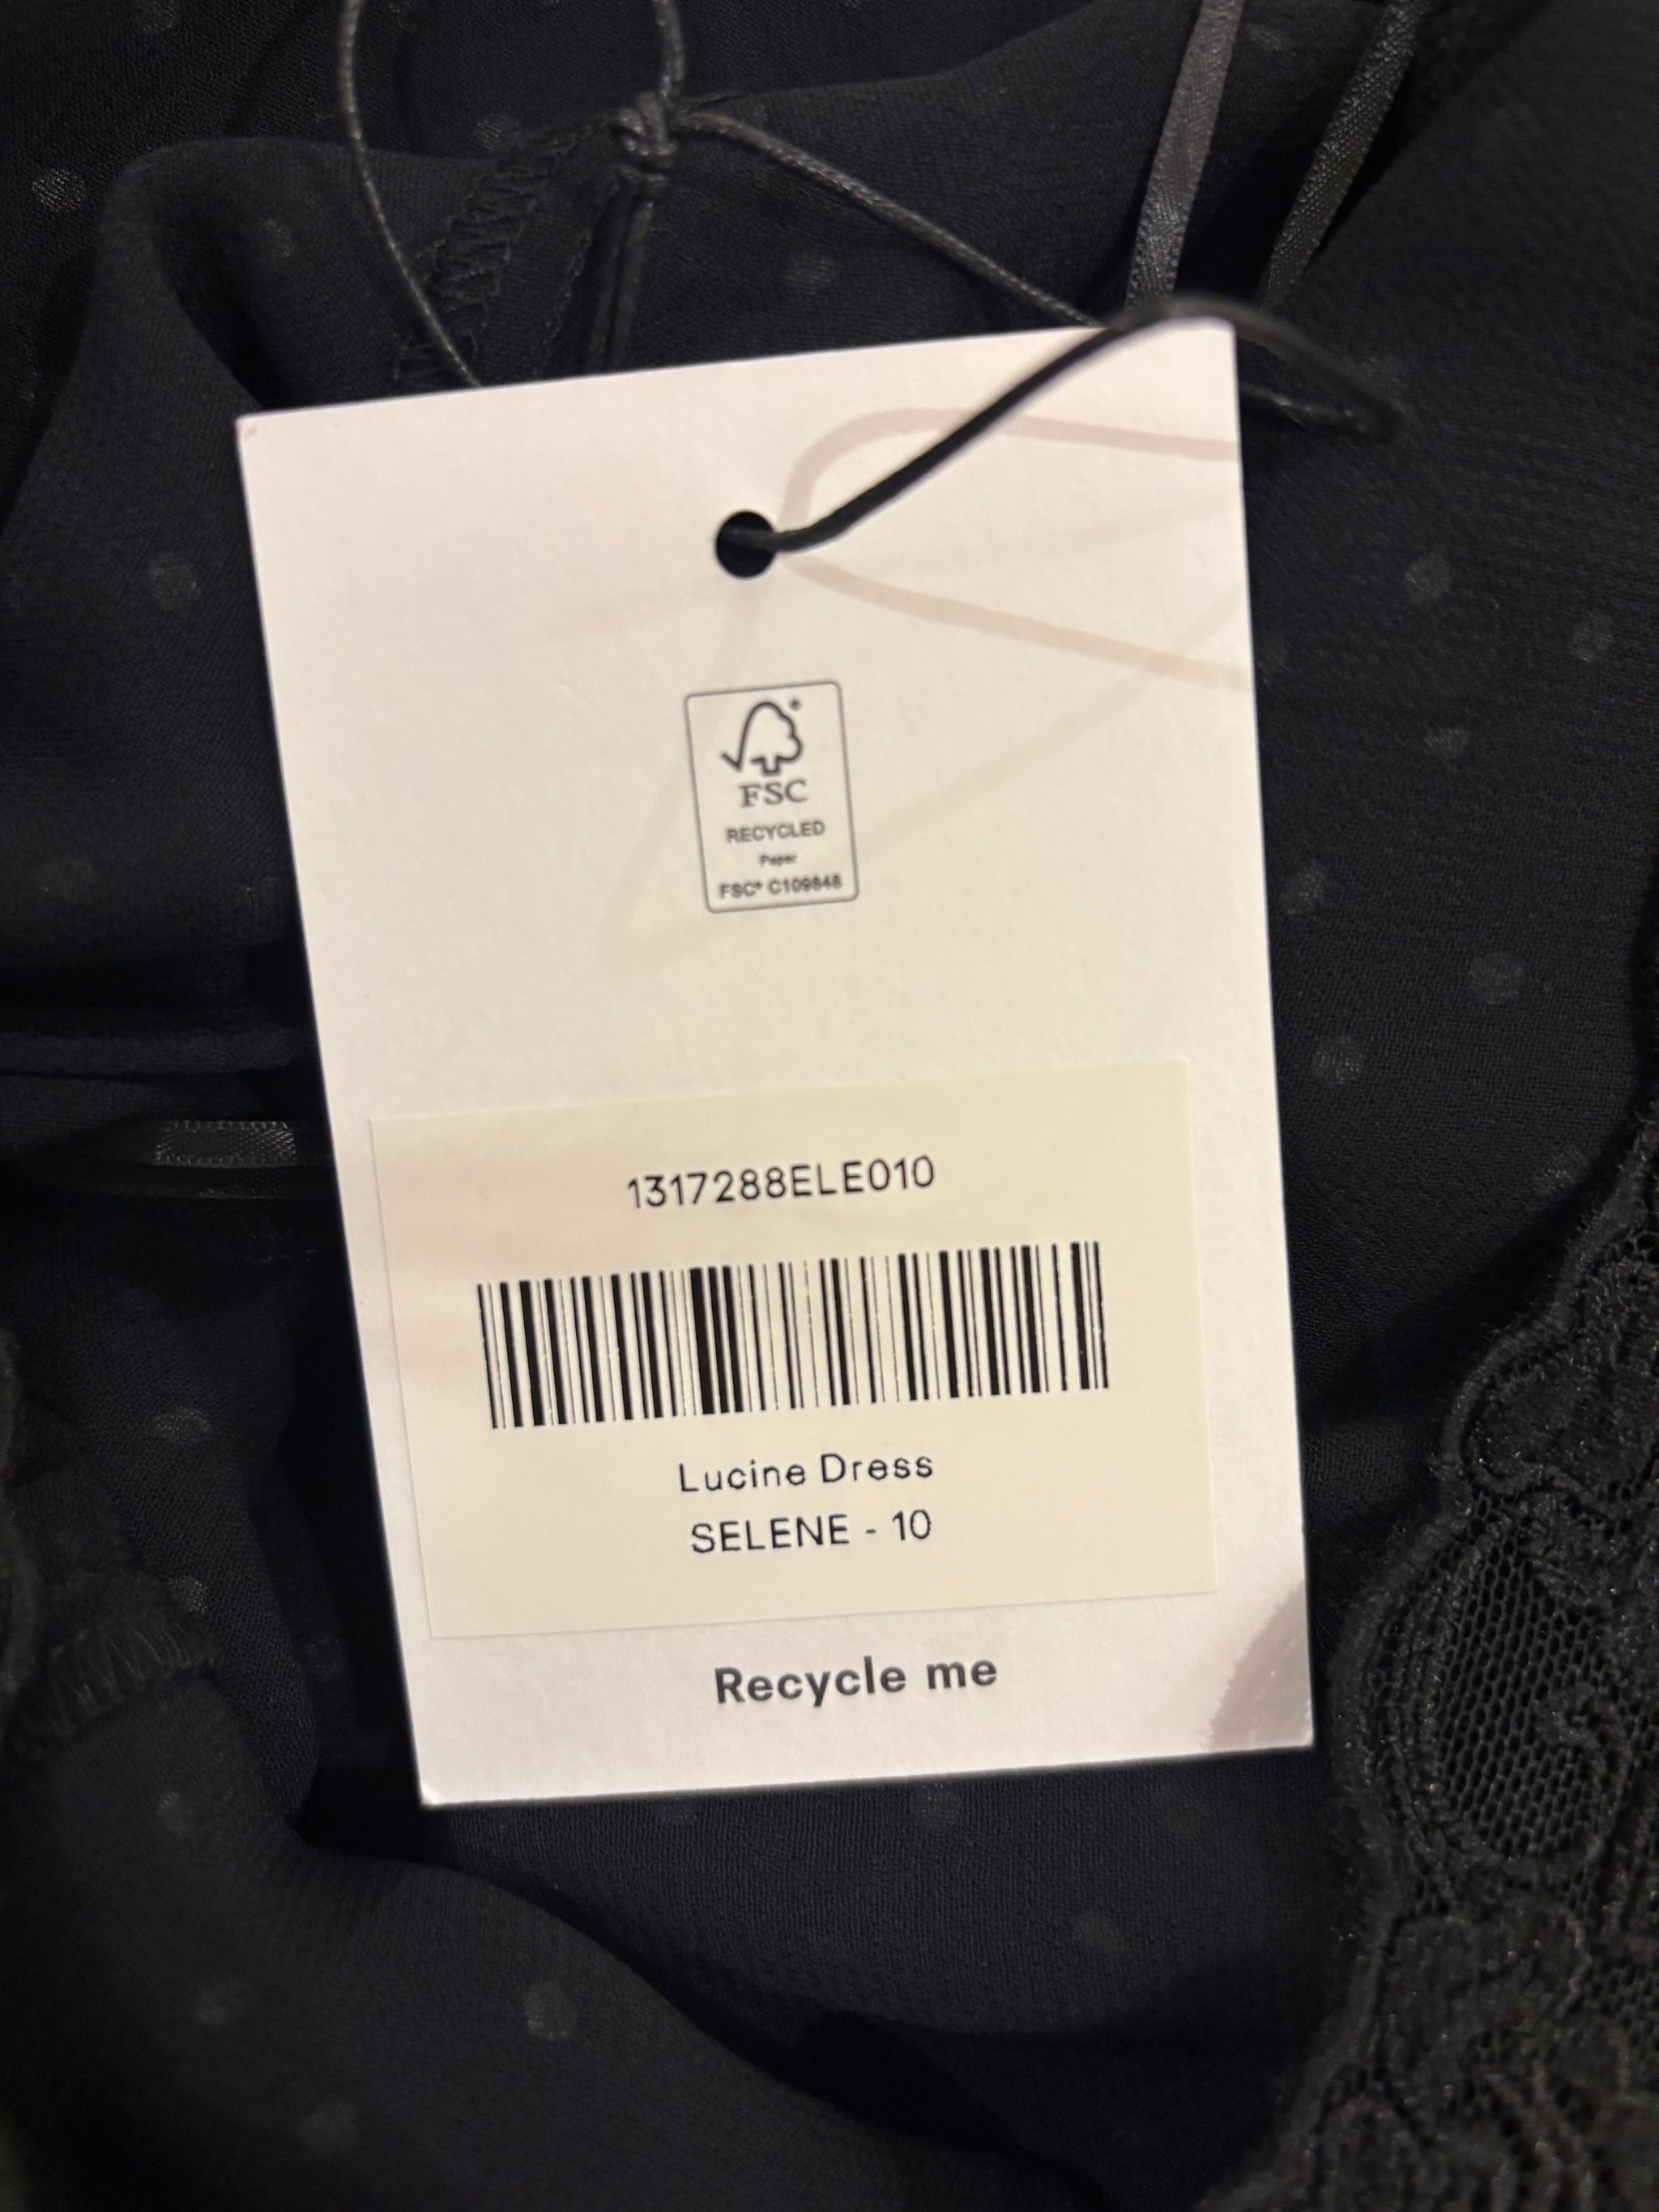 FSC
RECYCLED
Paper
FSC® C109848
1317288ELE010
Lucine Dress
SELENE - 10
Recycle me